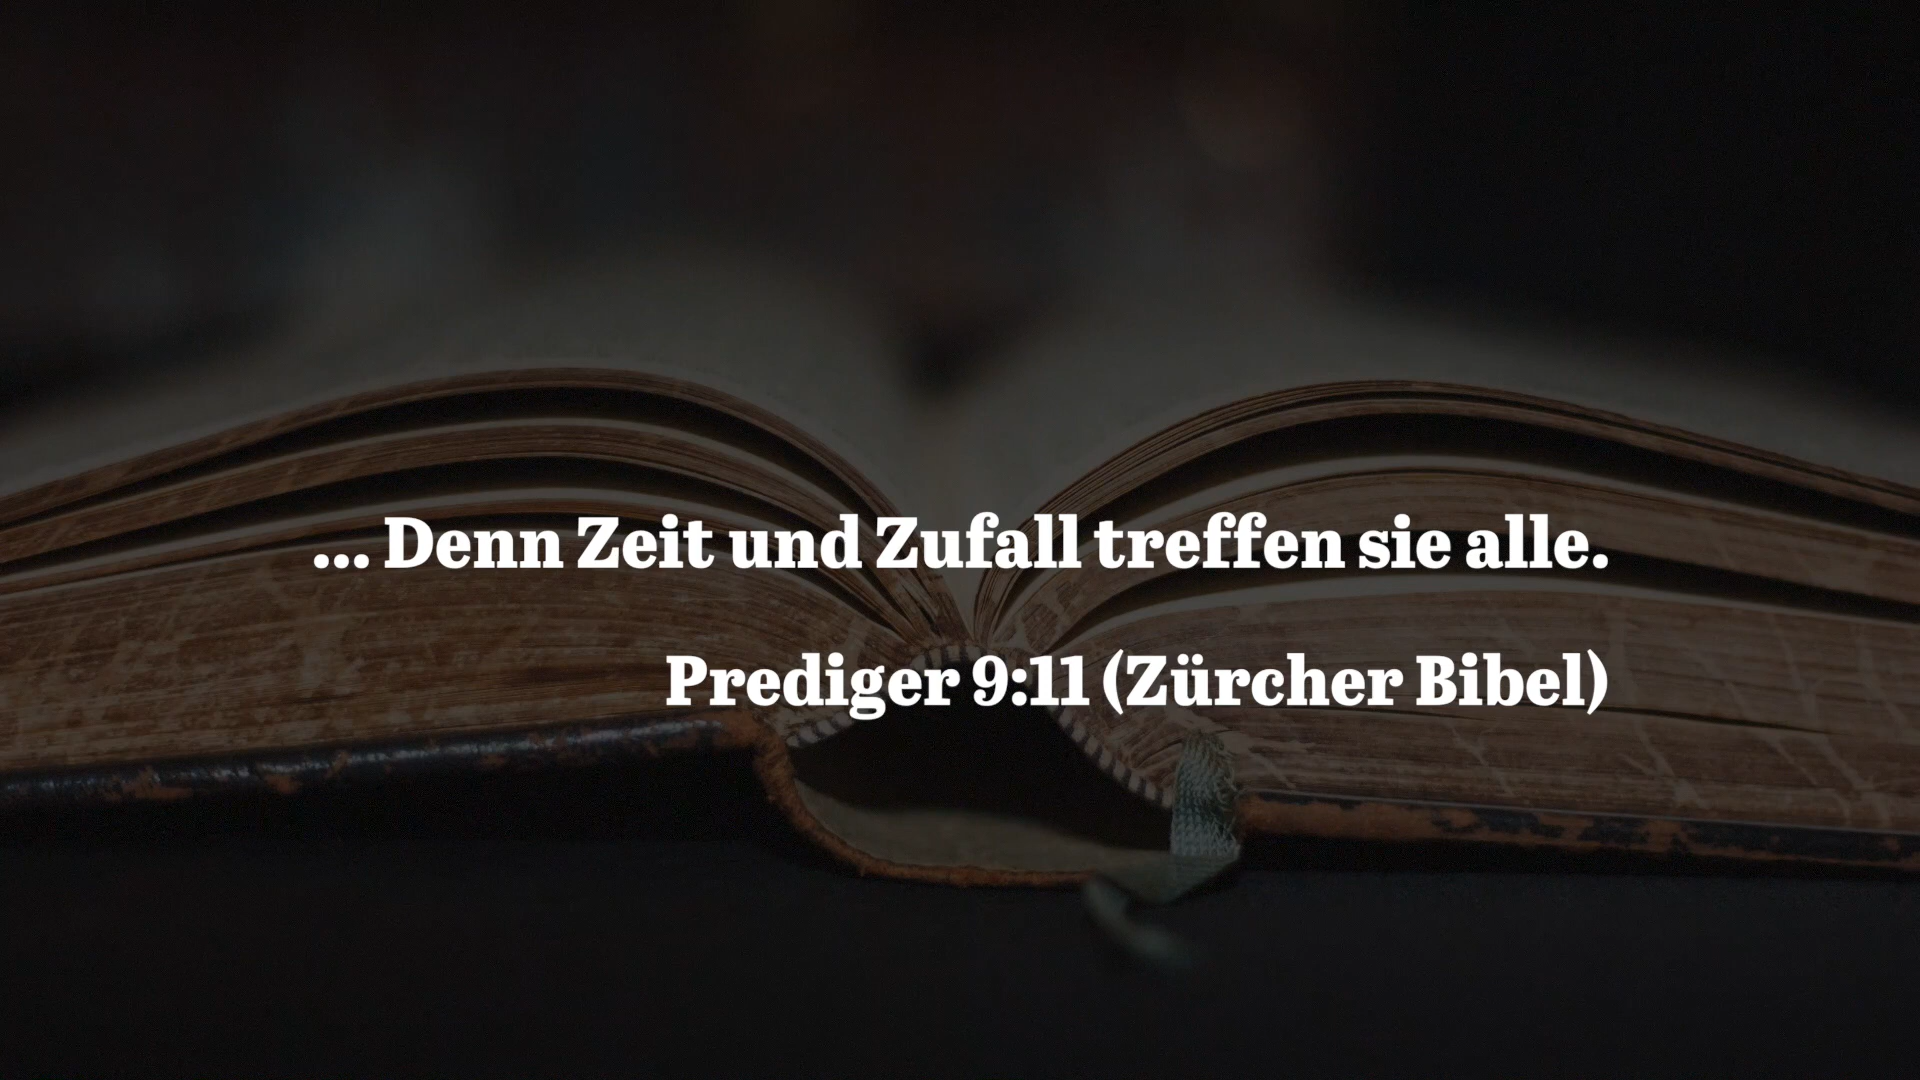 ... Denn Zeit und Zufall treffen sie alle.
Prediger 9:11 (Zürcher Bibel)